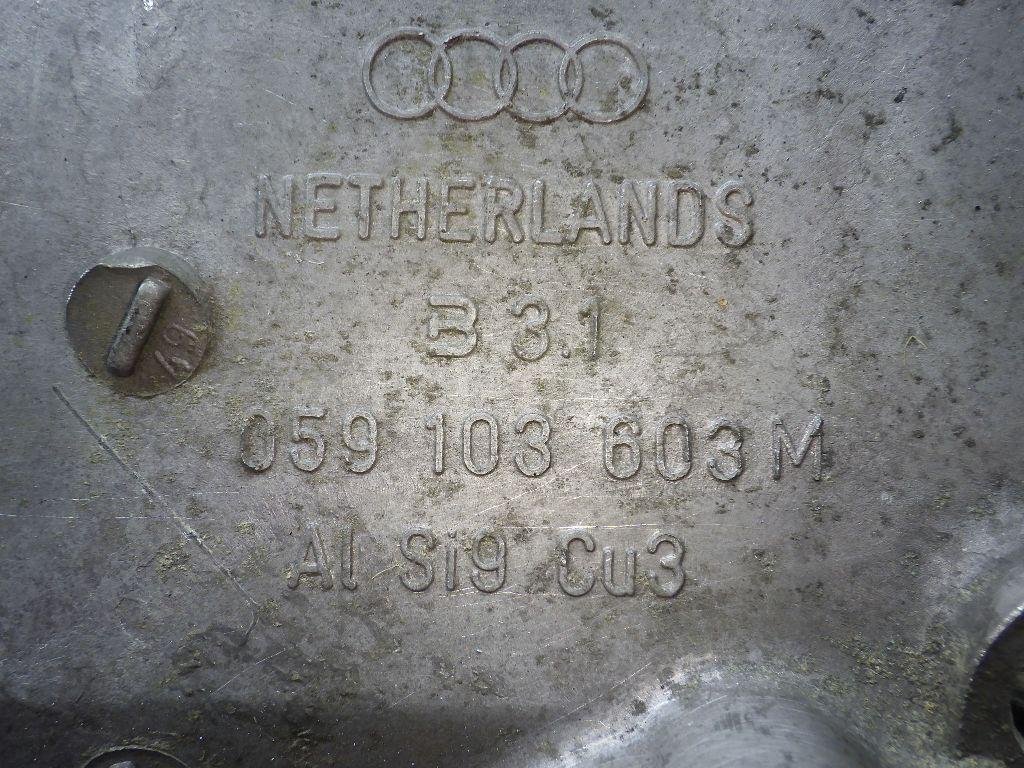 NETHERLANDS
B 3.1
059 103 603 M
Al Si9 Cu3